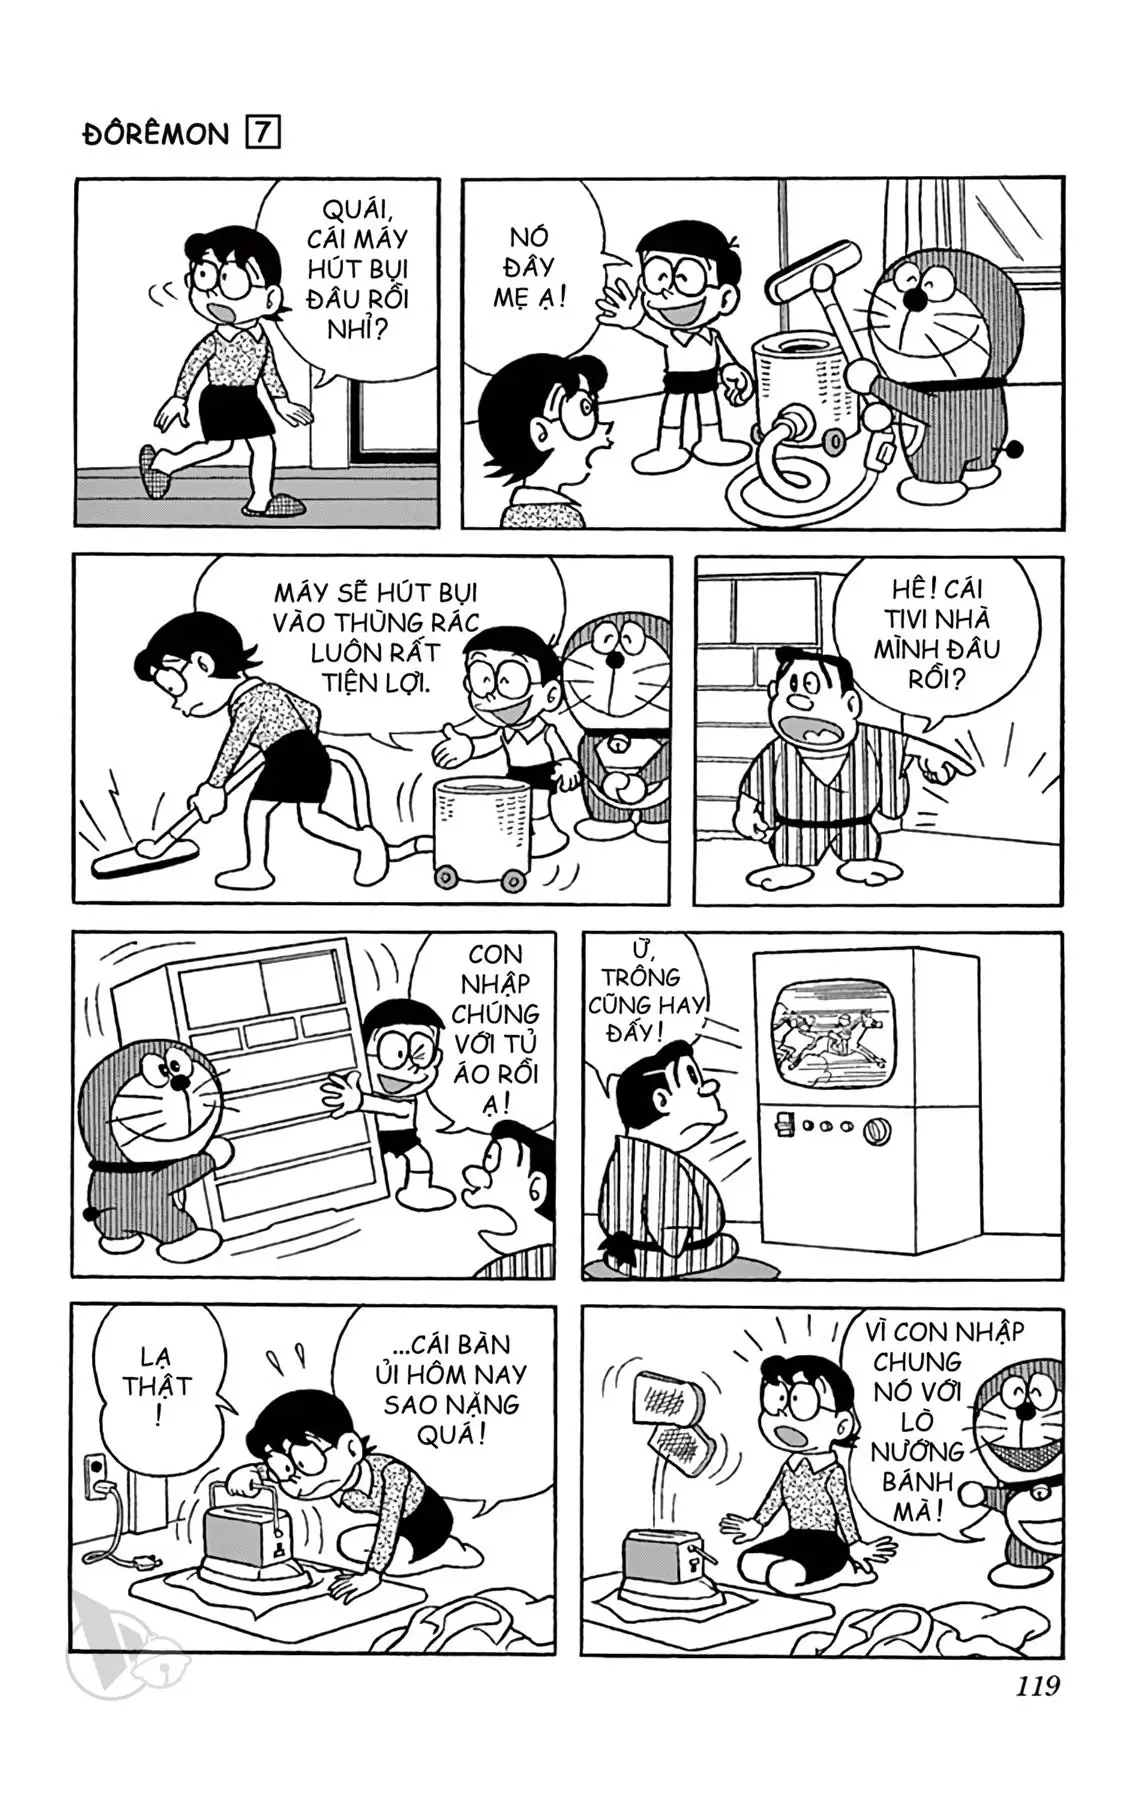 ĐÔRÊMON 7
QUÁI,
CÁI MÁY
HÚT BỤI
ĐÂU RỒI
NHỈ?
NÓ
ĐÂY
MẸ Ạ!
MÁY SẼ HÚT BỤI
VÀO THÙNG RÁC
LUÔN RẤT
TIỆN LỢI.
HÊ! CÁI
TIVI NHÀ
MÌNH ĐÂU
RỒI?
CON
NHẬP
CHÚNG
VỚI TỦ
ÁO RỒI
Ạ!
Ừ,
TRÔNG
CŨNG HAY
ĐẤY!
LẠ
THẬT
!
...CÁI BÀN
ỦI HÔM NAY
SAO NẶNG
QUÁ!
VÌ CON NHẬP
CHUNG
NÓ VỚI
LÒ
NƯỚNG
BÁNH
MÀ!
119